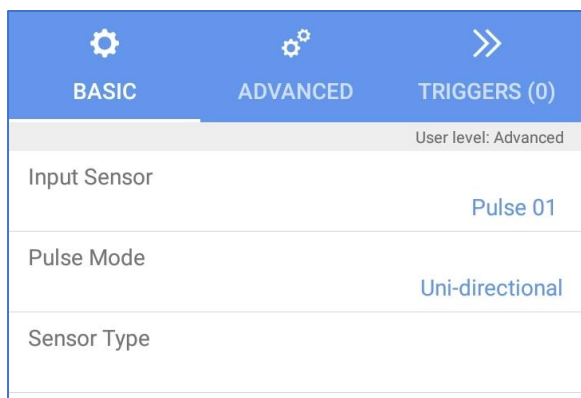 BASIC
ADVANCED
TRIGGERS (0)
User level: Advanced
Input Sensor
Pulse 01
Pulse Mode
Uni-directional
Sensor Type